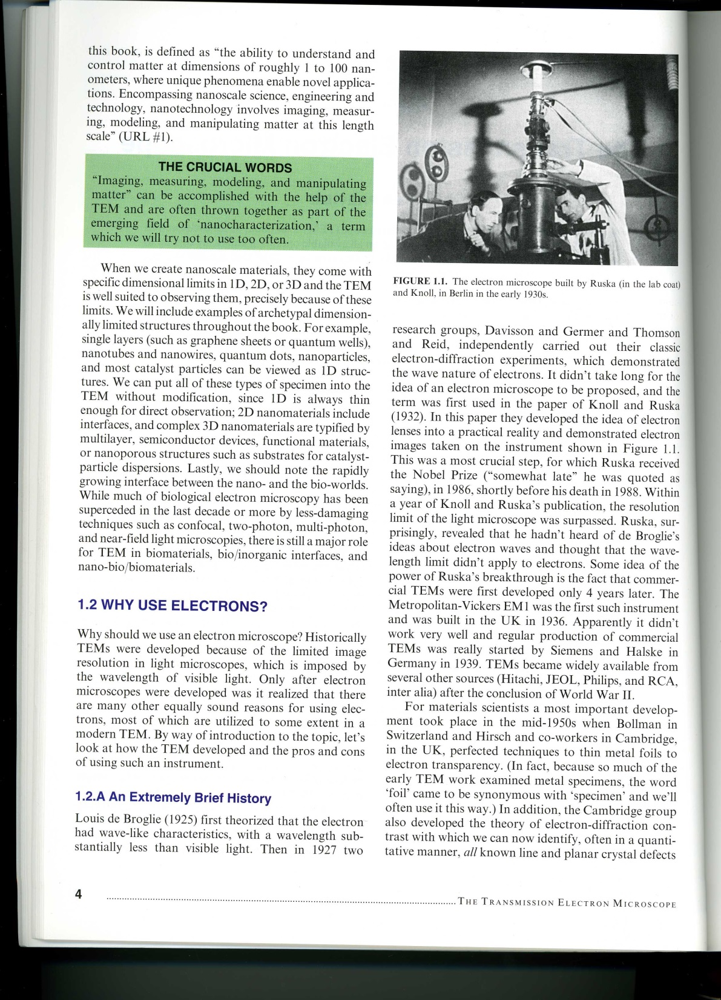 this book, is defined as “the ability to understand and
control matter at dimensions of roughly 1 to 100 nan-
ometers, where unique phenomena enable novel applica-
tions. Encompassing nanoscale science, engineering and
technology, nanotechnology involves imaging, measur-
ing, modeling, and manipulating matter at this length
scale” (URL #1).
THE CRUCIAL WORDS
“Imaging, measuring, modeling, and manipulating
matter” can be accomplished with the help of the
TEM and are often thrown together as part of the
emerging field of ‘nanocharacterization,’ a term
which we will try not to use too often.
When we create nanoscale materials, they come with
specific dimensional limits in 1D, 2D, or 3D and the TEM
is well suited to observing them, precisely because of these
limits. We will include examples of archetypal dimension-
ally limited structures throughout the book. For example,
single layers (such as graphene sheets or quantum wells),
nanotubes and nanowires, quantum dots, nanoparticles,
and most catalyst particles can be viewed as 1D struc-
tures. We can put all of these types of specimen into the
TEM without modification, since 1D is always thin
enough for direct observation; 2D nanomaterials include
interfaces, and complex 3D nanomaterials are typified by
multilayer, semiconductor devices, functional materials,
or nanoporous structures such as substrates for catalyst-
particle dispersions. Lastly, we should note the rapidly
growing interface between the nano- and the bio-worlds.
While much of biological electron microscopy has been
superceded in the last decade or more by less-damaging
techniques such as confocal, two-photon, multi-photon,
and near-field light microscopies, there is still a major role
for TEM in biomaterials, bio/inorganic interfaces, and
nano-bio/biomaterials.
1.2 WHY USE ELECTRONS?
Why should we use an electron microscope? Historically
TEMs were developed because of the limited image
resolution in light microscopes, which is imposed by
the wavelength of visible light. Only after electron
microscopes were developed was it realized that there
are many other equally sound reasons for using elec-
trons, most of which are utilized to some extent in a
modern TEM. By way of introduction to the topic, let’s
look at how the TEM developed and the pros and cons
of using such an instrument.
1.2.A An Extremely Brief History
Louis de Broglie (1925) first theorized that the electron
had wave-like characteristics, with a wavelength sub-
stantially less than visible light. Then in 1927 two
FIGURE 1.1. The electron microscope built by Ruska (in the lab coat)
and Knoll, in Berlin in the early 1930s.
research groups, Davisson and Germer and Thomson
and Reid, independently carried out their classic
electron-diffraction experiments, which demonstrated
the wave nature of electrons. It didn’t take long for the
idea of an electron microscope to be proposed, and the
term was first used in the paper of Knoll and Ruska
(1932). In this paper they developed the idea of electron
lenses into a practical reality and demonstrated electron
images taken on the instrument shown in Figure 1.1.
This was a most crucial step, for which Ruska received
the Nobel Prize (“somewhat late” he was quoted as
saying), in 1986, shortly before his death in 1988. Within
a year of Knoll and Ruska’s publication, the resolution
limit of the light microscope was surpassed. Ruska, sur-
prisingly, revealed that he hadn’t heard of de Broglie’s
ideas about electron waves and thought that the wave-
length limit didn’t apply to electrons. Some idea of the
power of Ruska’s breakthrough is the fact that commer-
cial TEMs were first developed only 4 years later. The
Metropolitan-Vickers EM1 was the first such instrument
and was built in the UK in 1936. Apparently it didn’t
work very well and regular production of commercial
TEMs was really started by Siemens and Halske in
Germany in 1939. TEMs became widely available from
several other sources (Hitachi, JEOL, Philips, and RCA,
inter alia) after the conclusion of World War II.
For materials scientists a most important develop-
ment took place in the mid-1950s when Bollman in
Switzerland and Hirsch and co-workers in Cambridge,
in the UK, perfected techniques to thin metal foils to
electron transparency. (In fact, because so much of the
early TEM work examined metal specimens, the word
‘foil’ came to be synonymous with ‘specimen’ and we’ll
often use it this way.) In addition, the Cambridge group
also developed the theory of electron-diffraction con-
trast with which we can now identify, often in a quanti-
tative manner, all known line and planar crystal defects
4 .......... THE TRANSMISSION ELECTRON MICROSCOPE